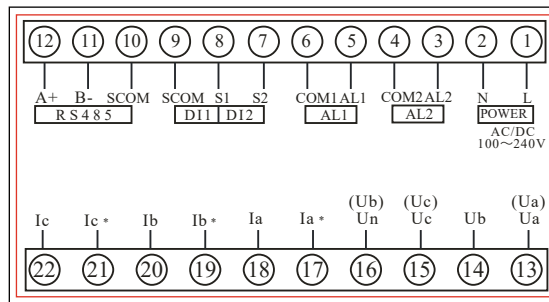 12 11 10 9 8 7 6 5 4 3 2 1
A+ B- SCOM SCOM S1 S2 COM1 AL1 COM2 AL2 N L
RS485 DI1 DI2 AL1 AL2 POWER
AC/DC
100～240V
(Ub) (Uc) (Ua)
Ic Ic* Ib Ib* Ia Ia* Un Uc Ub Ua
22 21 20 19 18 17 16 15 14 13